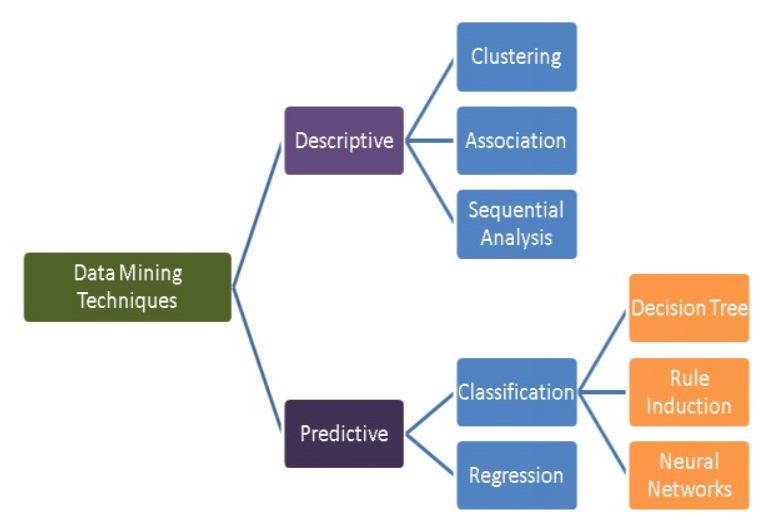 Clustering
Descriptive
Association
Sequential
Analysis
Data Mining
Techniques
Decision Tree
Classification
Rule
Induction
Predictive
Regression
Neural
Networks